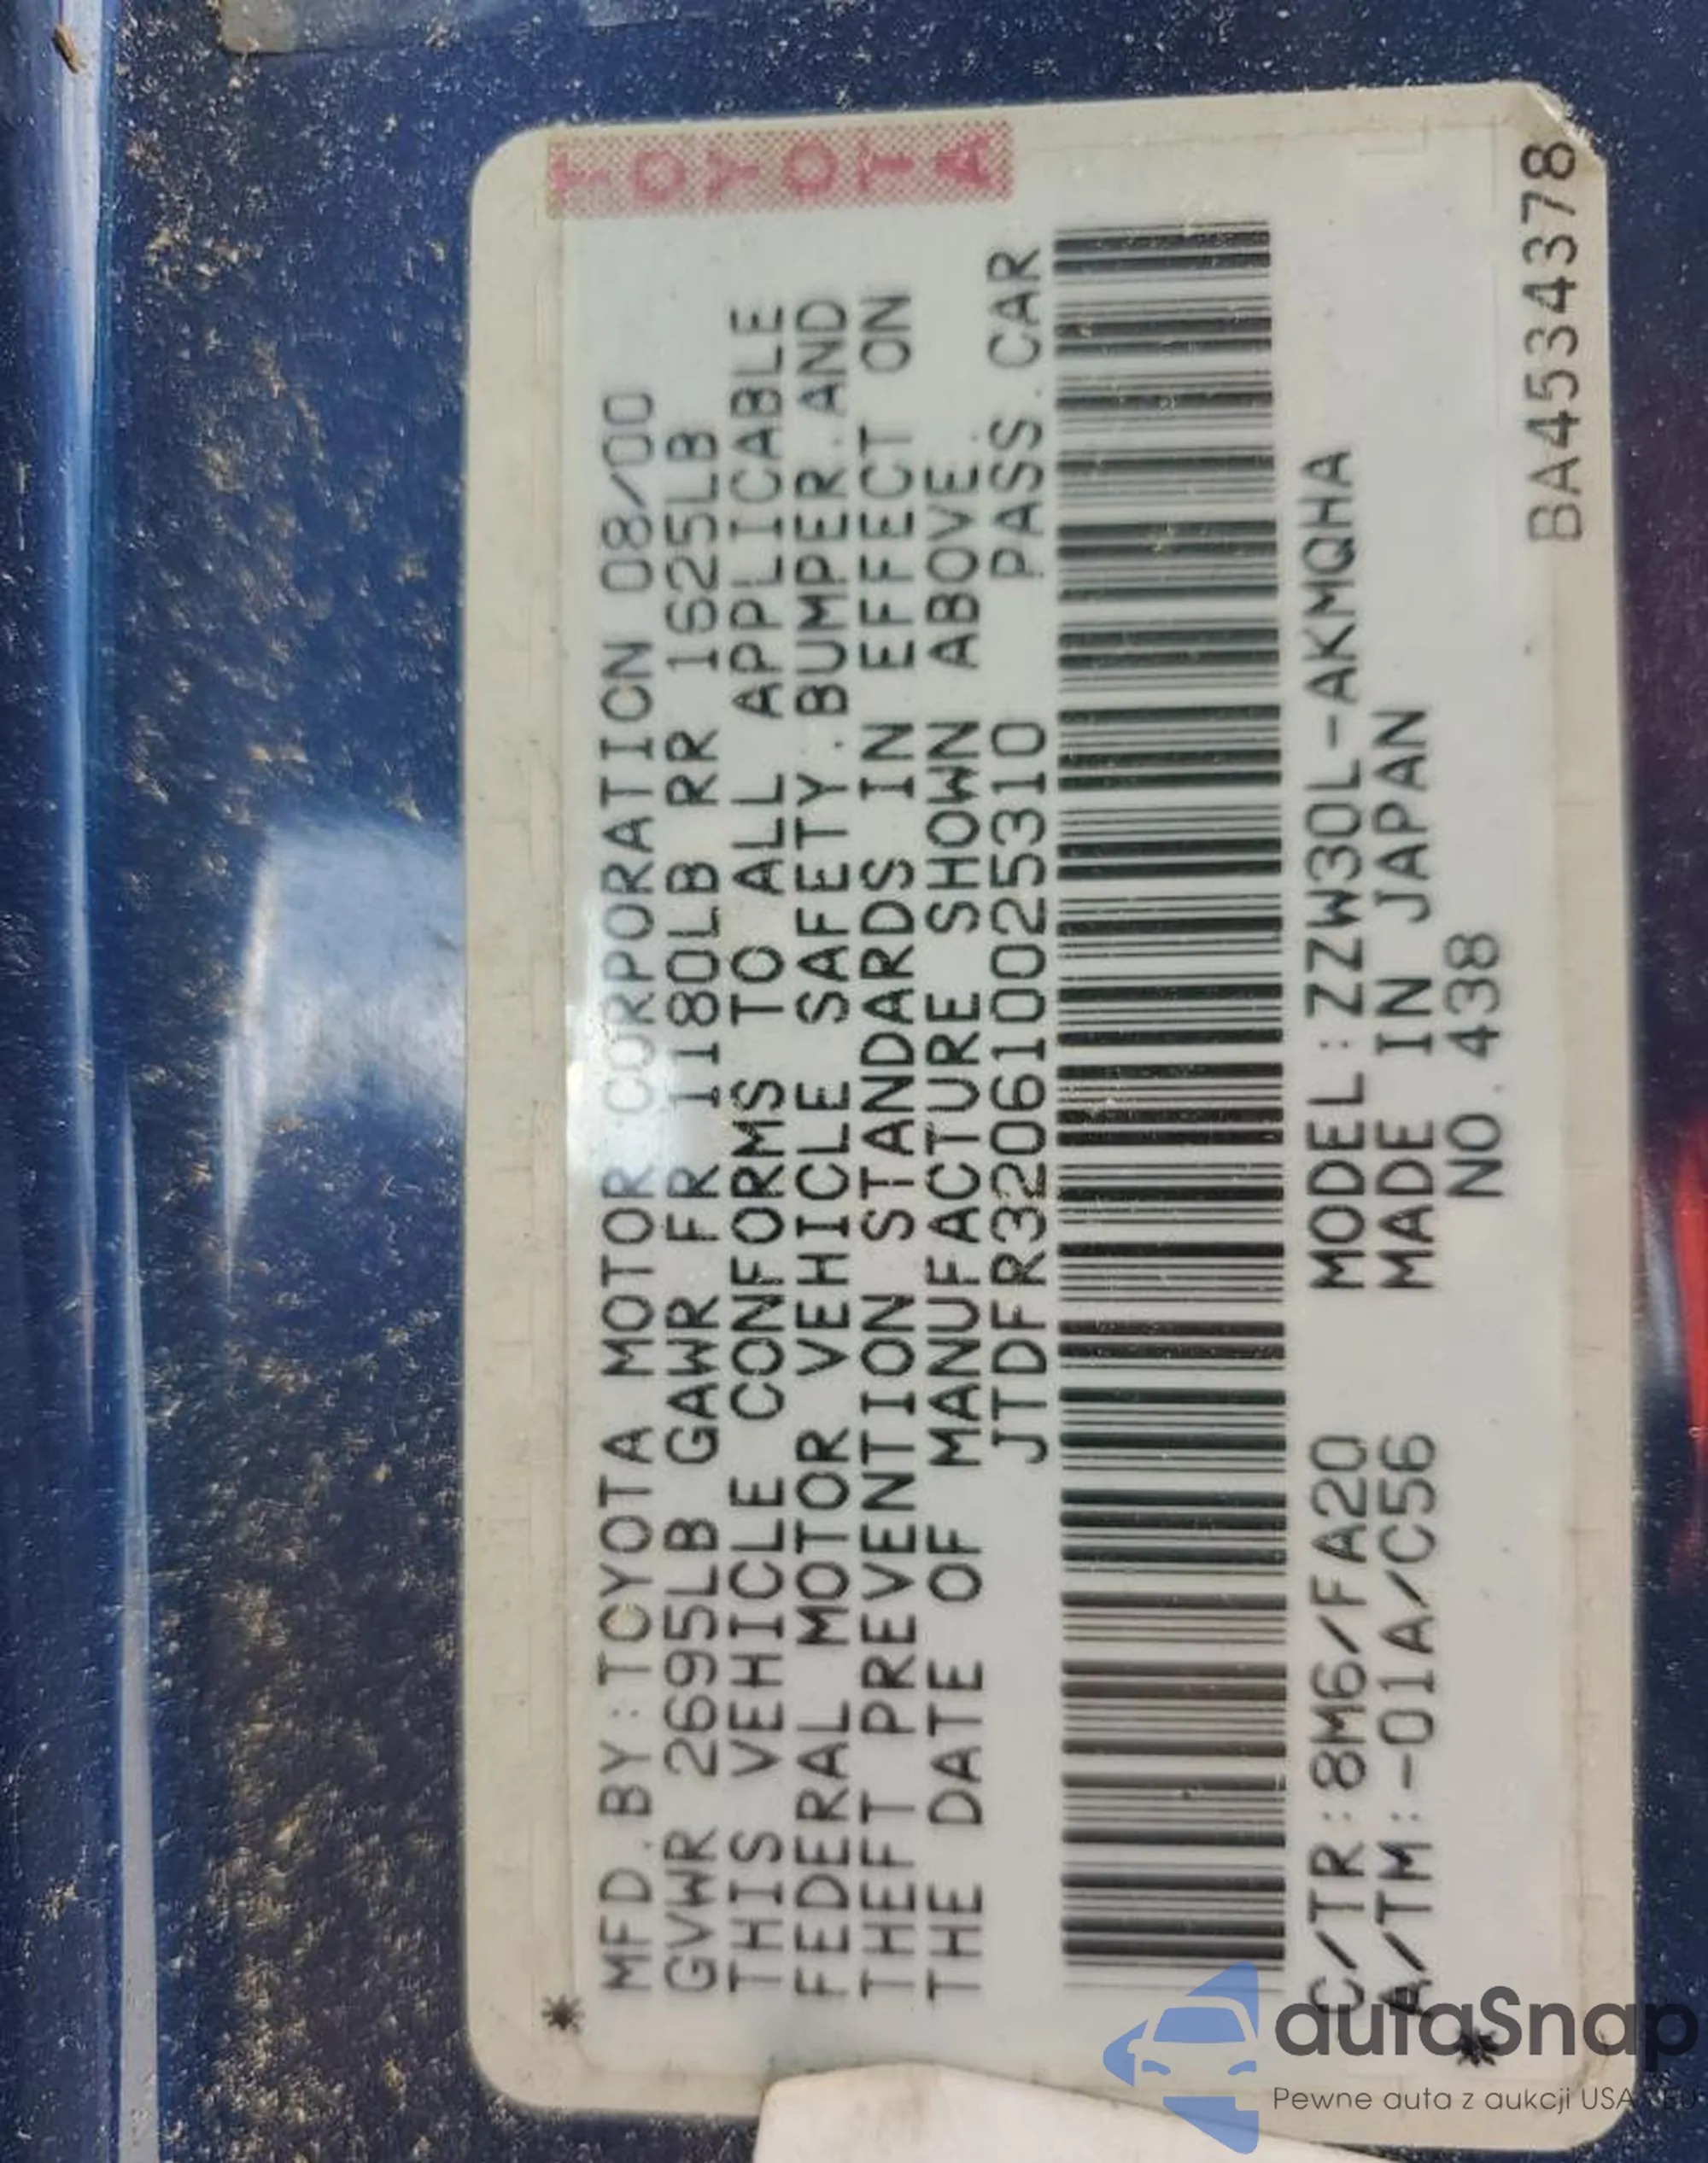 TOYOTA
MFD.BY:TOYOTA MOTOR CORPORATION 08/00
GVWR 2695LB GAWR FR 1180LB RR 1625LB
THIS VEHICLE CONFORMS TO ALL APPLICABLE
FEDERAL MOTOR VEHICLE SAFETY.BUMPER.AND
THEFT PREVENTION STANDARDS IN EFFECT ON
THE DATE OF MANUFACTURE SHOWN ABOVE.
JTDFR320610025310 PASS.CAR
C/TR:8M6/FA20 MODEL:ZZW30L-AKMQHA
A/TM:-01A/C56 MADE IN JAPAN
NO.438
BA4534378
* *
autaSnap
Pewne auta z aukcji USA i EU